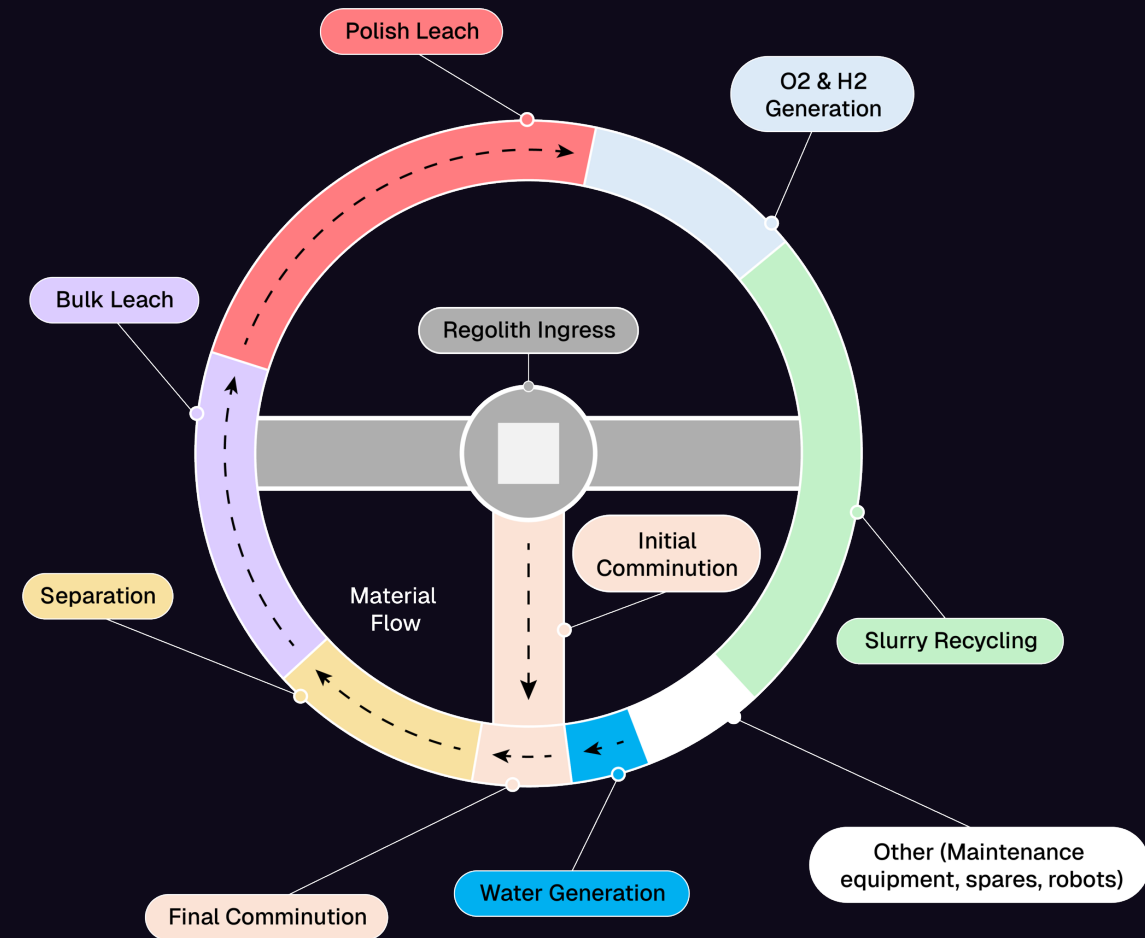 Polish Leach
O2 & H2
Generation
Bulk Leach
Regolith Ingress
Initial
Comminution
Separation
Material
Flow
Slurry Recycling
Other (Maintenance
equipment, spares, robots)
Water Generation
Final Comminution